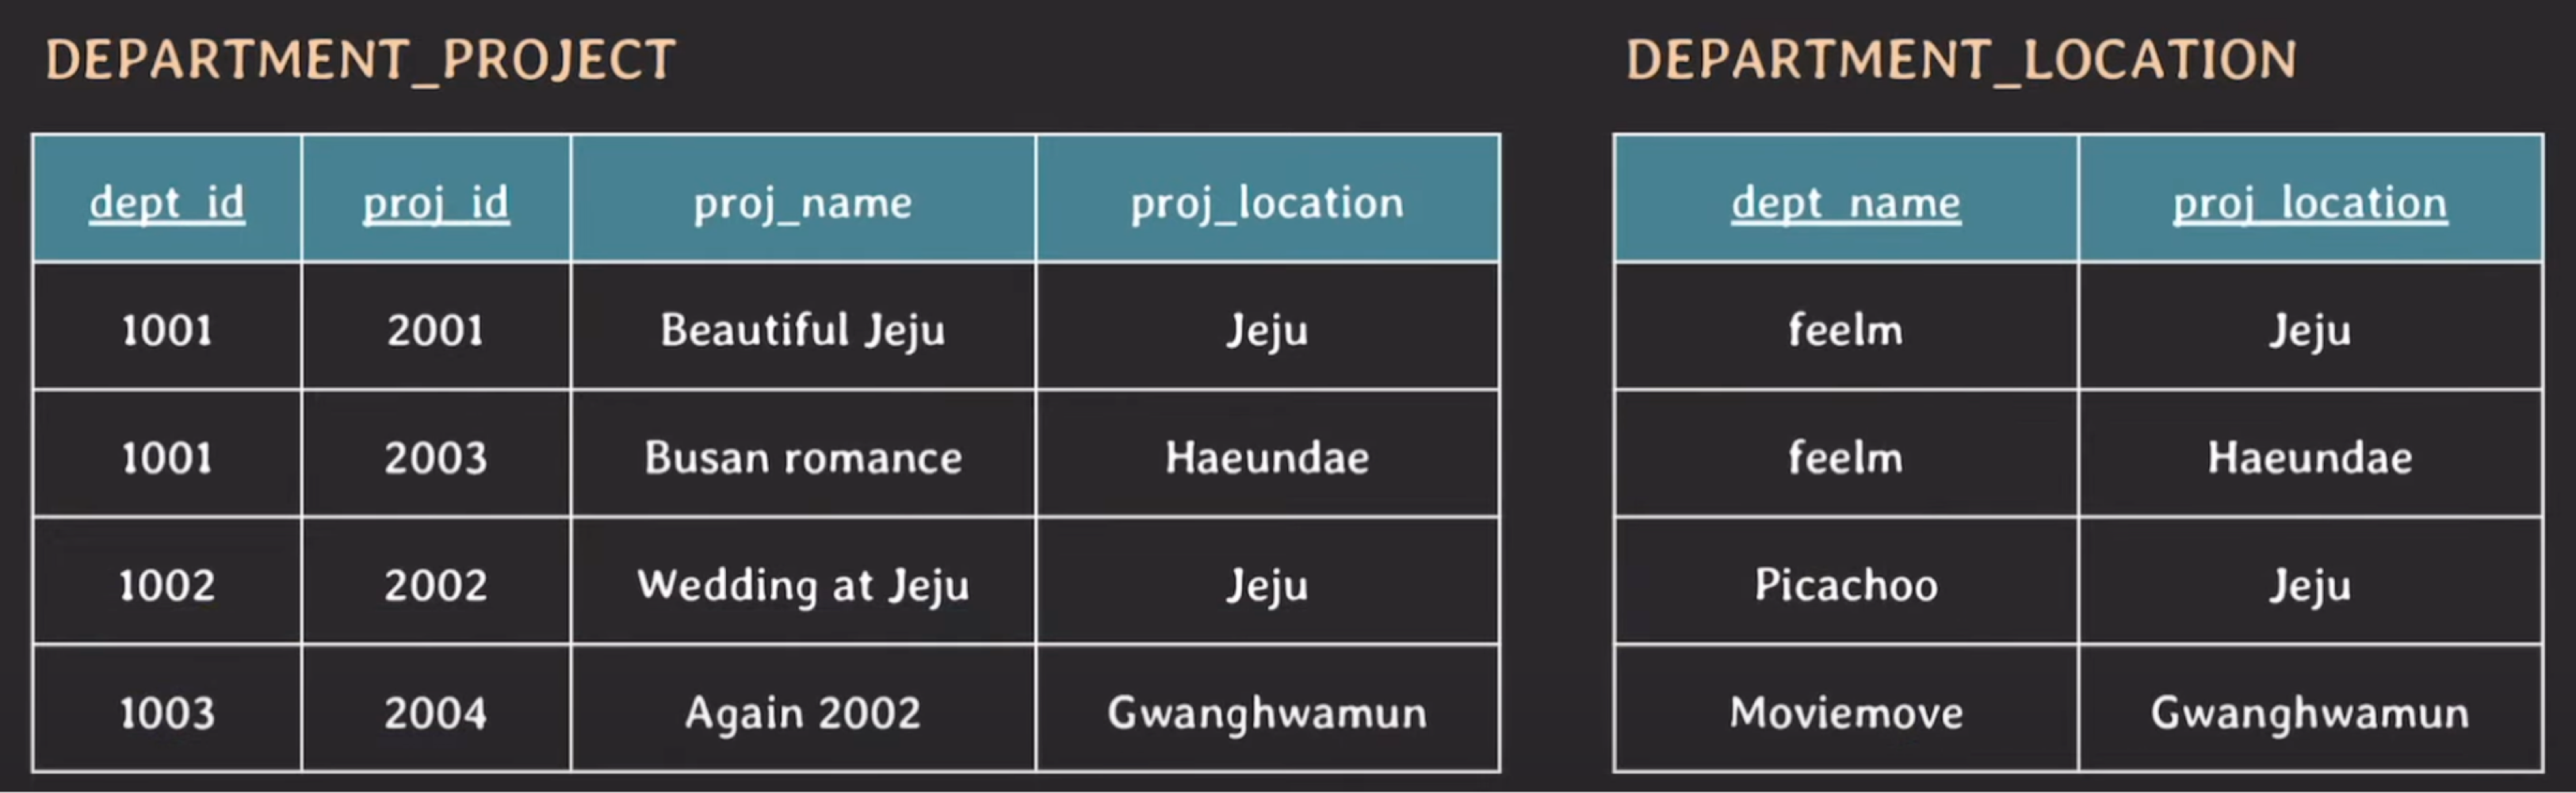 DEPARTMENT_PROJECT
dept_id proj_id proj_name proj_location
1001 2001 Beautiful Jeju Jeju
1001 2003 Busan romance Haeundae
1002 2002 Wedding at Jeju Jeju
1003 2004 Again 2002 Gwanghwamun
DEPARTMENT_LOCATION
dept_name proj_location
feelm Jeju
feelm Haeundae
Picachoo Jeju
Moviemove Gwanghwamun